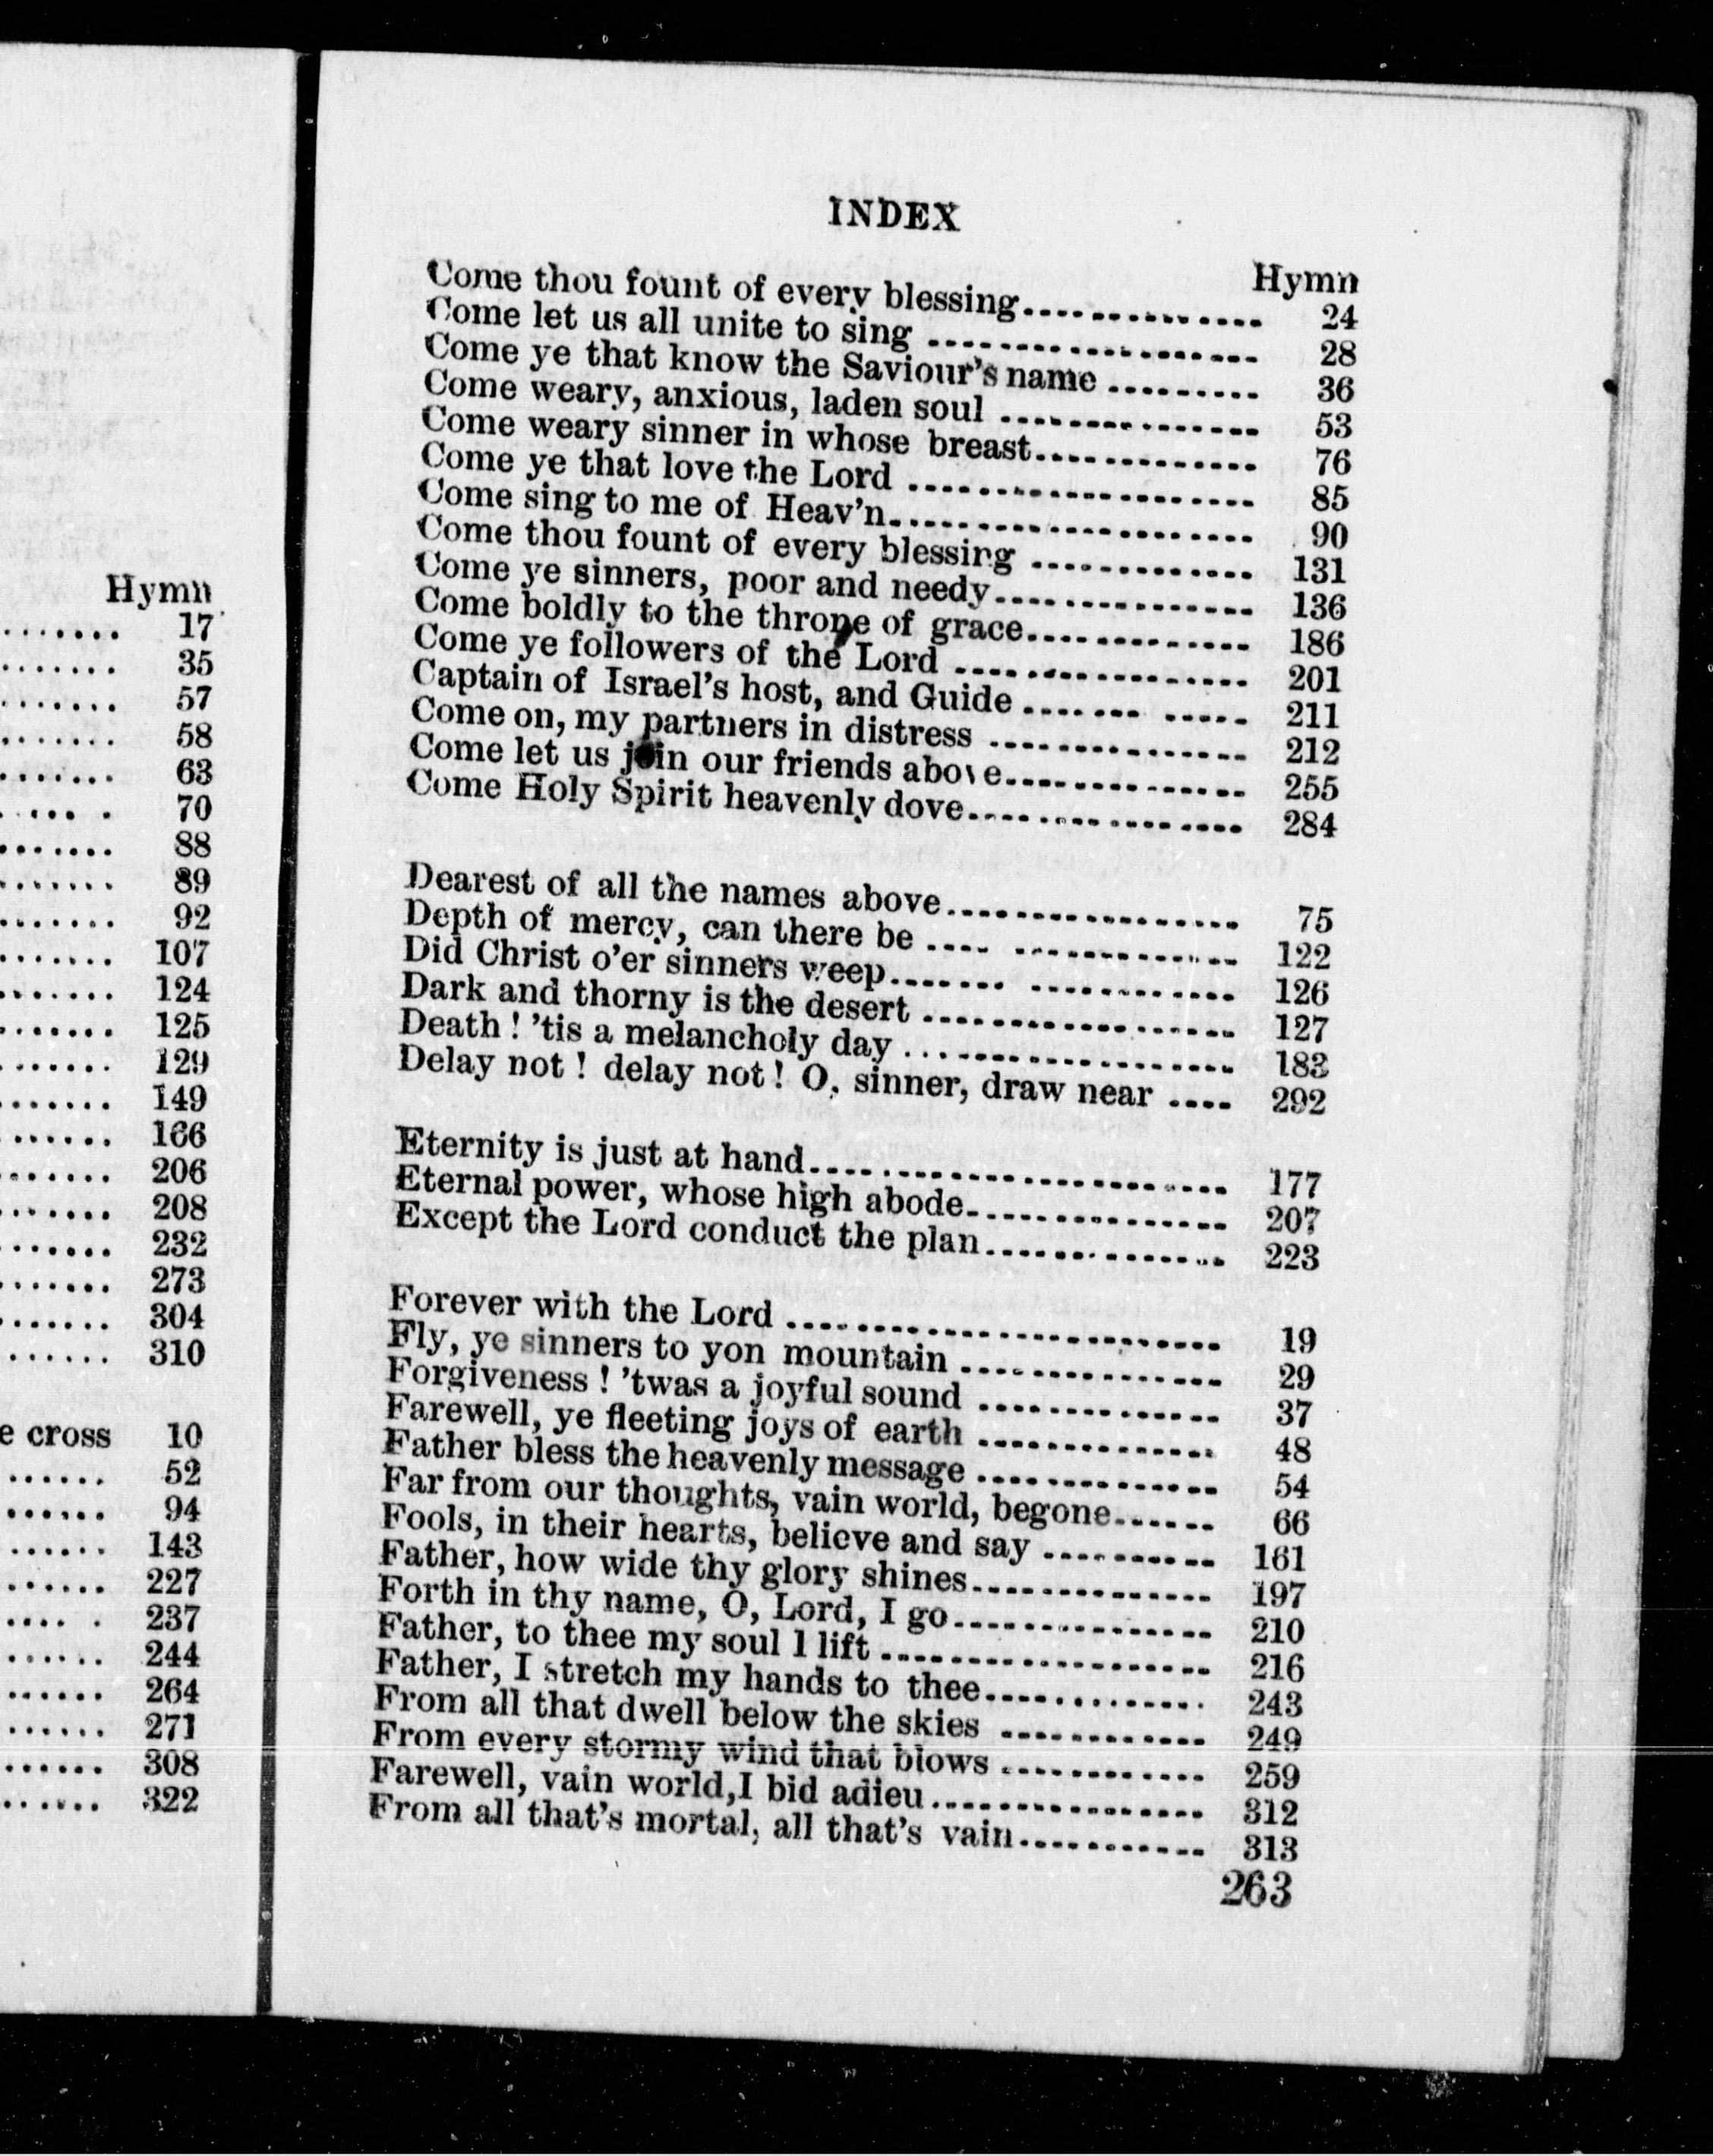 Hymn
....... 17
....... 35
....... 57
....... 58
....... 63
..... . 70
....... 88
....... 89
....... 92
....... 107
....... 124
....... 125
....... 129
....... 149
....... 166
....... 206
....... 208
....... 232
....... 273
....... 304
...... 310
e cross 10
...... 52
...... 94
...... 143
...... 227
.... . 237
...... 244
...... 264
...... 271
...... 308
...... 322
INDEX
Hymn
Come thou fount of every blessing.............. 24
Come let us all unite to sing ................... 28
Come ye that know the Saviour's name ......... 36
Come weary, anxious, laden soul ............... 53
Come weary sinner in whose breast............. 76
Come ye that love the Lord .................... 85
Come sing to me of Heav'n..................... 90
Come thou fount of every blessing ............. 131
Come ye sinners, poor and needy............... 136
Come boldly to the throne of grace............. 186
Come ye followers of the Lord ................. 201
Captain of Israel's host, and Guide ....... ..... 211
Come on, my partners in distress ............... 212
Come let us join our friends above.............. 255
Come Holy Spirit heavenly dove................ 284
Dearest of all the names above................. 75
Depth of mercy, can there be .... ............. 122
Did Christ o'er sinners weep....... ............ 126
Dark and thorny is the desert .................. 127
Death ! 'tis a melancholy day ................... 183
Delay not ! delay not ! O, sinner, draw near .... 292
Eternity is just at hand........................ 177
Eternal power, whose high abode............... 207
Except the Lord conduct the plan.............. 223
Forever with the Lord ......................... 19
Fly, ye sinners to yon mountain ............... 29
Forgiveness ! 'twas a joyful sound .............. 37
Farewell, ye fleeting joys of earth .............. 48
Father bless the heavenly message .............. 54
Far from our thoughts, vain world, begone...... 66
Fools, in their hearts, believe and say .......... 161
Father, how wide thy glory shines.............. 197
Forth in thy name, O, Lord, I go............... 210
Father, to thee my soul I lift ................... 216
Father, I stretch my hands to thee............. 243
From all that dwell below the skies ............ 249
From every stormy wind that blows ............ 259
Farewell, vain world,I bid adieu................ 312
From all that's mortal, all that's vain........... 313
263